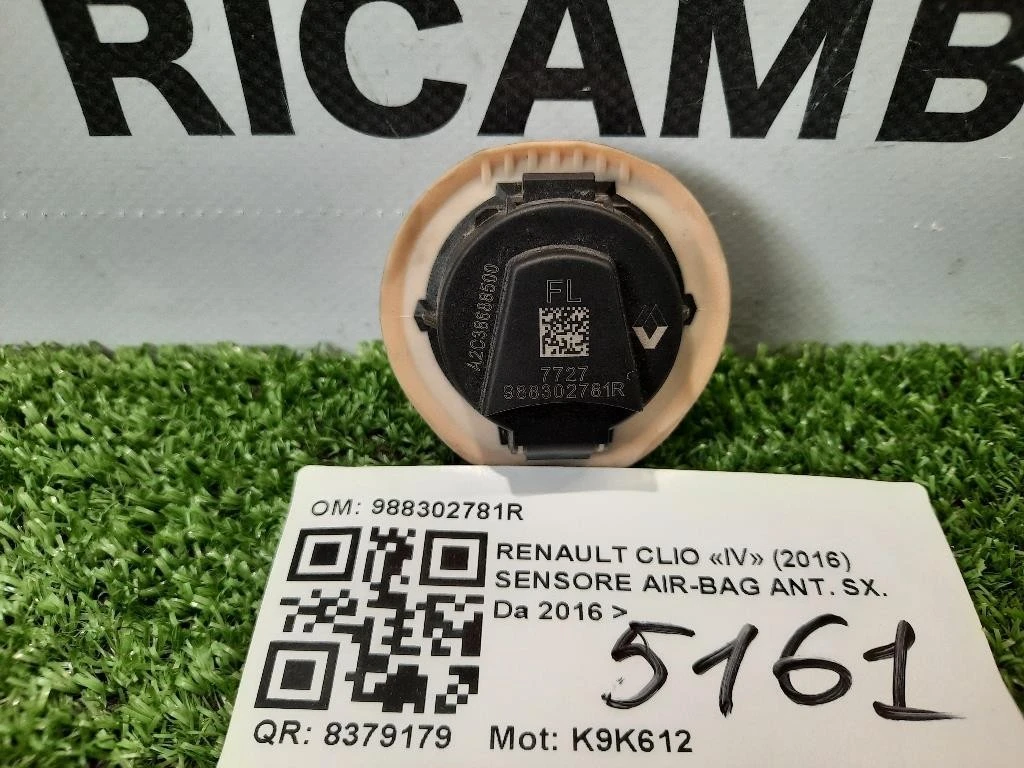 RICAMB
A2C38688500
FL
7727
988302781R
OM: 988302781R
RENAULT CLIO «IV» (2016)
SENSORE AIR-BAG ANT. SX.
Da 2016 >
5161
QR: 8379179 Mot: K9K612